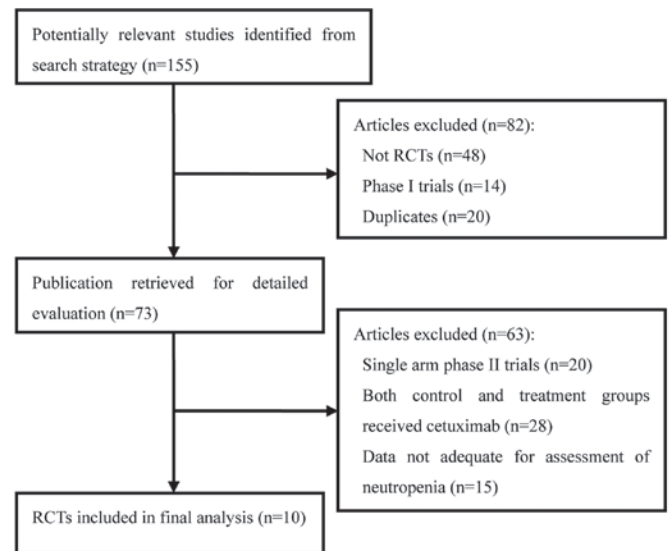 Potentially relevant studies identified from
search strategy (n=155)
Articles excluded (n=82):
Not RCTs (n=48)
Phase I trials (n=14)
Duplicates (n=20)
Publication retrieved for detailed
evaluation (n=73)
Articles excluded (n=63):
Single arm phase II trials (n=20)
Both control and treatment groups
received cetuximab (n=28)
Data not adequate for assessment of
neutropenia (n=15)
RCTs included in final analysis (n=10)